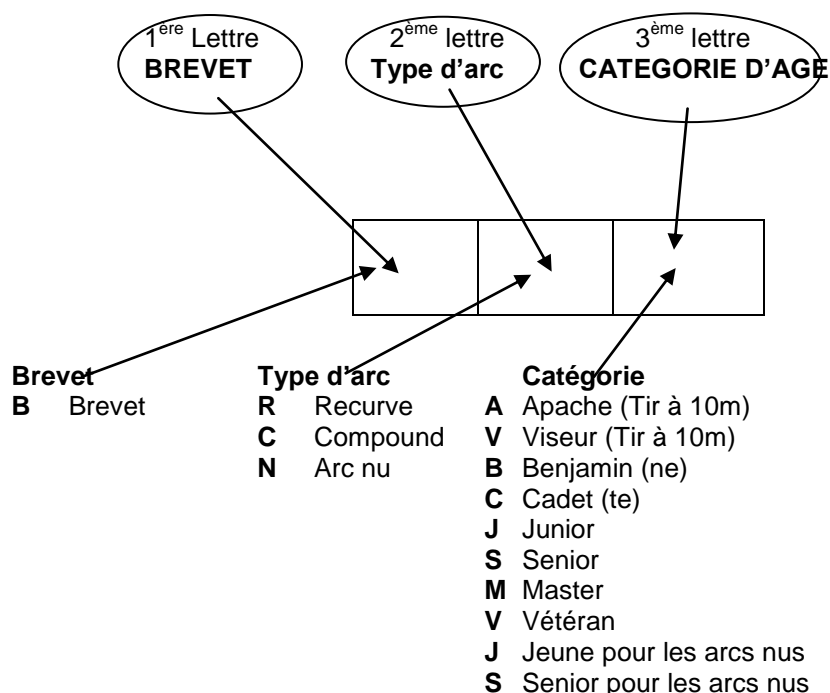 1ère Lettre
BREVET
2ème lettre
Type d'arc
3ème lettre
CATEGORIE D'AGE
Brevet
B Brevet
Type d'arc
R Recurve
C Compound
N Arc nu
Catégorie
A Apache (Tir à 10m)
V Viseur (Tir à 10m)
B Benjamin (ne)
C Cadet (te)
J Junior
S Senior
M Master
V Vétéran
J Jeune pour les arcs nus
S Senior pour les arcs nus